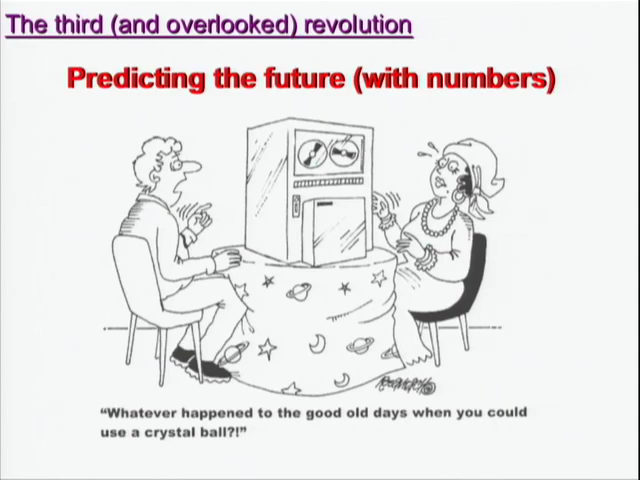 The third (and overlooked) revolution
Predicting the future (with numbers)
“Whatever happened to the good old days when you could
use a crystal ball?!”